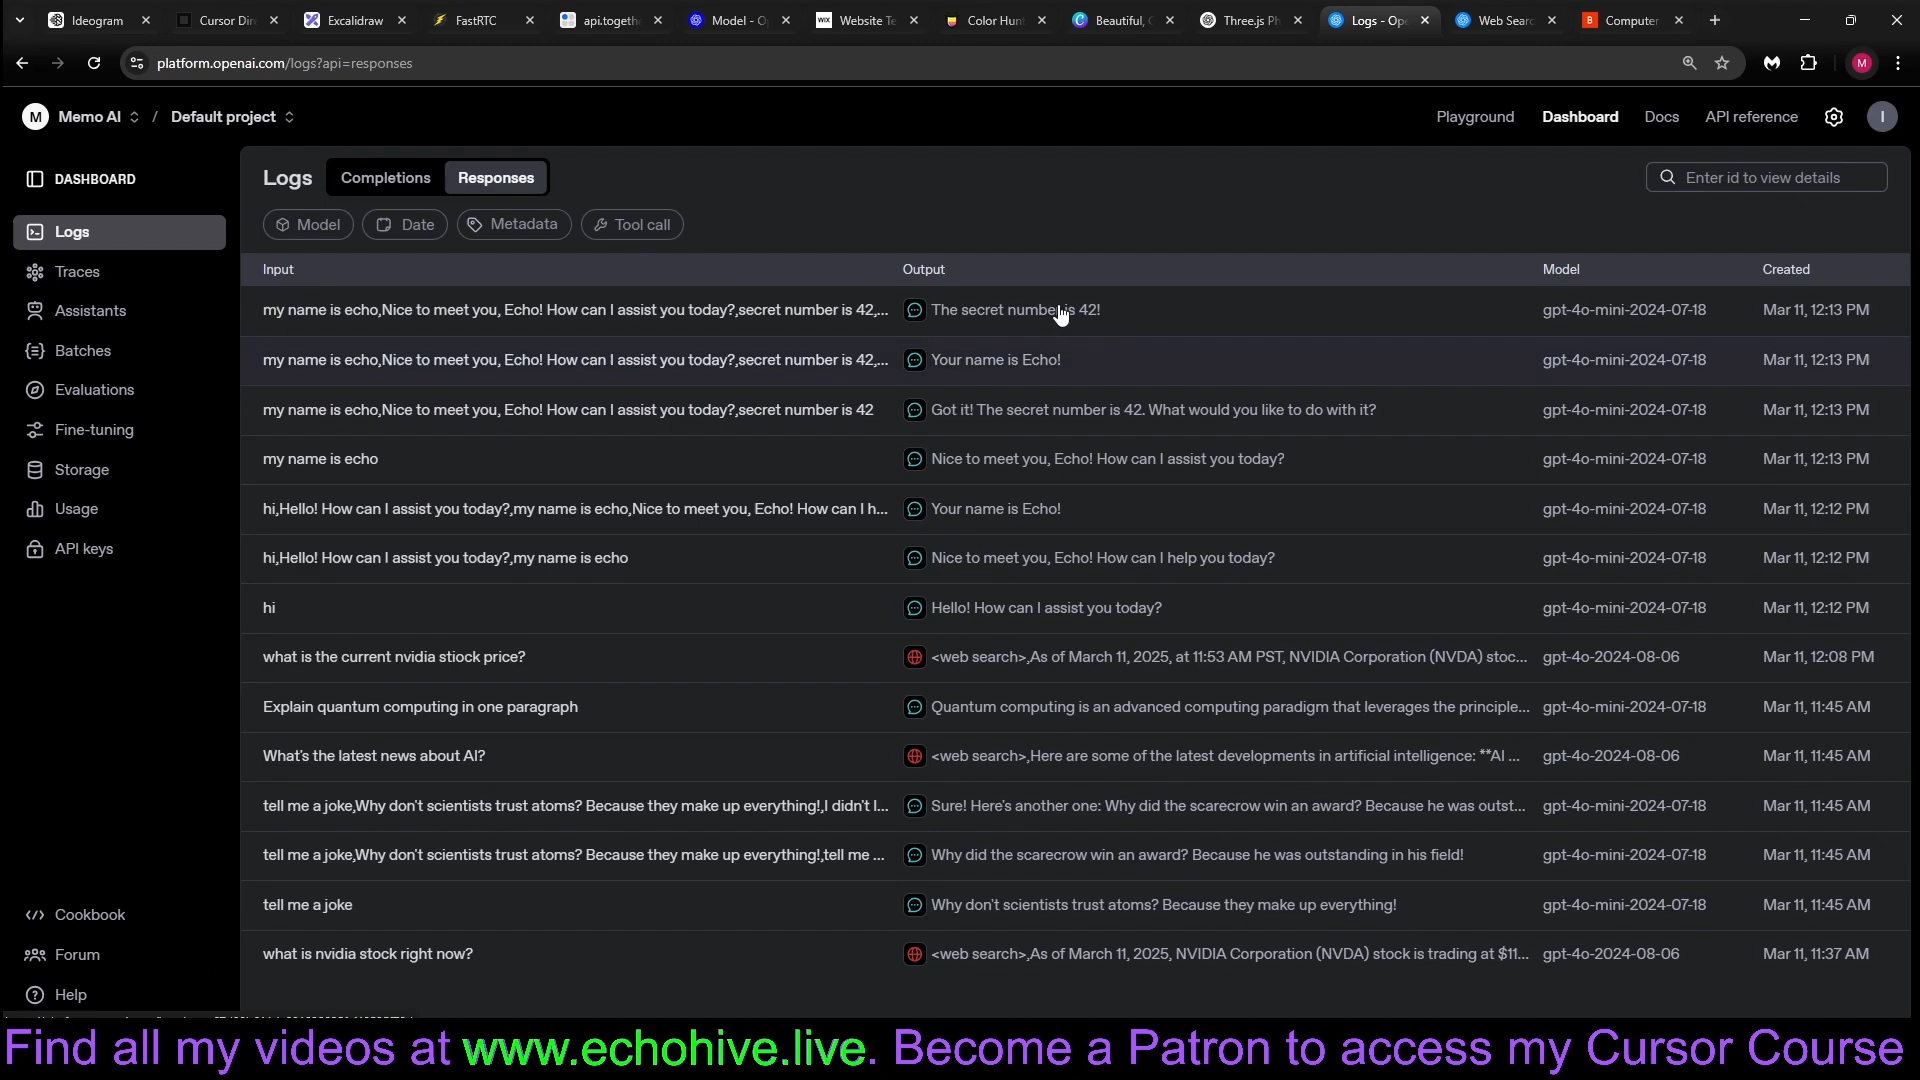 Ideogram
Cursor Dir
Excalidraw
FastRTC
api.togeth
Model - O
WIX
Website Te
Color Hun
Beautiful, C
Three.js Ph
Logs - Ope
Web Sear
Computer
platform.openai.com/logs?api=responses
M
M
Memo AI
/
Default project
Playground
Dashboard
Docs
API reference
I
DASHBOARD
Logs
Traces
Assistants
Batches
Evaluations
Fine-tuning
Storage
Usage
API keys
Cookbook
Forum
Help
Logs
Completions
Responses
Enter id to view details
Model
Date
Metadata
Tool call
Input Output Model Created
my name is echo,Nice to meet you, Echo! How can I assist you today?,secret number is 42,... The secret number is 42! gpt-4o-mini-2024-07-18 Mar 11, 12:13 PM
my name is echo,Nice to meet you, Echo! How can I assist you today?,secret number is 42,... Your name is Echo! gpt-4o-mini-2024-07-18 Mar 11, 12:13 PM
my name is echo,Nice to meet you, Echo! How can I assist you today?,secret number is 42 Got it! The secret number is 42. What would you like to do with it? gpt-4o-mini-2024-07-18 Mar 11, 12:13 PM
my name is echo Nice to meet you, Echo! How can I assist you today? gpt-4o-mini-2024-07-18 Mar 11, 12:13 PM
hi,Hello! How can I assist you today?,my name is echo,Nice to meet you, Echo! How can I h... Your name is Echo! gpt-4o-mini-2024-07-18 Mar 11, 12:12 PM
hi,Hello! How can I assist you today?,my name is echo Nice to meet you, Echo! How can I help you today? gpt-4o-mini-2024-07-18 Mar 11, 12:12 PM
hi Hello! How can I assist you today? gpt-4o-mini-2024-07-18 Mar 11, 12:12 PM
what is the current nvidia stiock price? <web search>,As of March 11, 2025, at 11:53 AM PST, NVIDIA Corporation (NVDA) stoc... gpt-4o-2024-08-06 Mar 11, 12:08 PM
Explain quantum computing in one paragraph Quantum computing is an advanced computing paradigm that leverages the principle... gpt-4o-mini-2024-07-18 Mar 11, 11:45 AM
What's the latest news about AI? <web search>,Here are some of the latest developments in artificial intelligence: **AI ... gpt-4o-2024-08-06 Mar 11, 11:45 AM
tell me a joke,Why don't scientists trust atoms? Because they make up everything!,I didn't l... Sure! Here's another one: Why did the scarecrow win an award? Because he was outst... gpt-4o-mini-2024-07-18 Mar 11, 11:45 AM
tell me a joke,Why don't scientists trust atoms? Because they make up everything!,tell me ... Why did the scarecrow win an award? Because he was outstanding in his field! gpt-4o-mini-2024-07-18 Mar 11, 11:45 AM
tell me a joke Why don't scientists trust atoms? Because they make up everything! gpt-4o-mini-2024-07-18 Mar 11, 11:45 AM
what is nvidia stock right now? <web search>,As of March 11, 2025, NVIDIA Corporation (NVDA) stock is trading at $11... gpt-4o-2024-08-06 Mar 11, 11:37 AM
Find all my videos at www.echohive.live. Become a Patron to access my Cursor Course